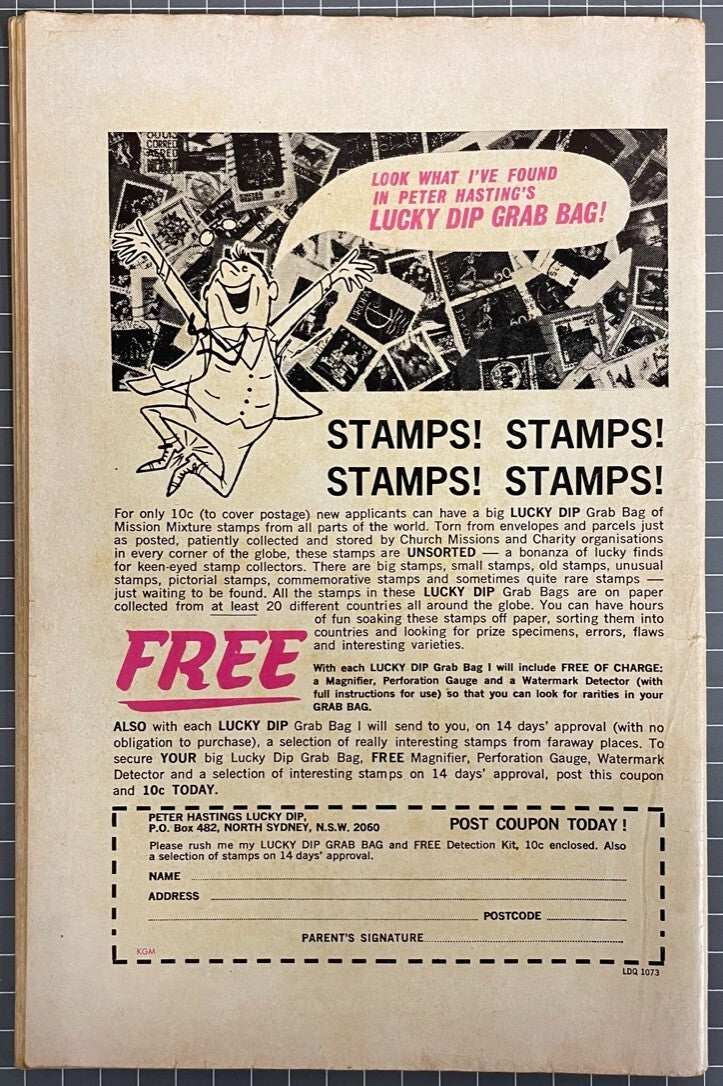 LOOK WHAT I'VE FOUND
IN PETER HASTING'S
LUCKY DIP GRAB BAG!
STAMPS! STAMPS!
STAMPS! STAMPS!
For only 10c (to cover postage) new applicants can have a big LUCKY DIP Grab Bag of
Mission Mixture stamps from all parts of the world. Torn from envelopes and parcels just
as posted, patiently collected and stored by Church Missions and Charity organisations
in every corner of the globe, these stamps are UNSORTED — a bonanza of lucky finds
for keen-eyed stamp collectors. There are big stamps, small stamps, old stamps, unusual
stamps, pictorial stamps, commemorative stamps and sometimes quite rare stamps —
just waiting to be found. All the stamps in these LUCKY DIP Grab Bags are on paper
collected from at least 20 different countries all around the globe. You can have hours
of fun soaking these stamps off paper, sorting them into
countries and looking for prize specimens, errors, flaws
and interesting varieties.
FREE
With each LUCKY DIP Grab Bag I will include FREE OF CHARGE:
a Magnifier, Perforation Gauge and a Watermark Detector (with
full instructions for use) so that you can look for rarities in your
GRAB BAG.
ALSO with each LUCKY DIP Grab Bag I will send to you, on 14 days' approval (with no
obligation to purchase), a selection of really interesting stamps from faraway places. To
secure YOUR big Lucky Dip Grab Bag, FREE Magnifier, Perforation Gauge, Watermark
Detector and a selection of interesting stamps on 14 days' approval, post this coupon
and 10c TODAY.
PETER HASTINGS LUCKY DIP,
P.O. Box 482, NORTH SYDNEY, N.S.W. 2060
POST COUPON TODAY!
Please rush me my LUCKY DIP GRAB BAG and FREE Detection Kit, 10c enclosed. Also
a selection of stamps on 14 days' approval.
NAME
ADDRESS
POSTCODE
PARENT'S SIGNATURE
KGM
LDQ 1073